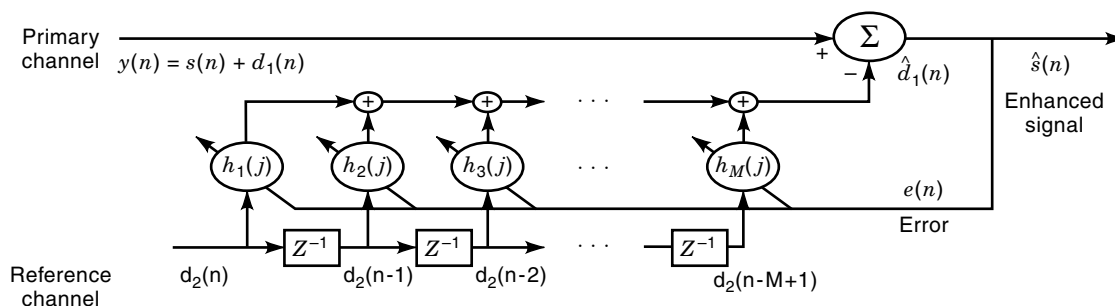 Primary
channel
y(n) = s(n) + d₁(n)
+
Σ
−
d̂₁(n)
ŝ(n)
Enhanced
signal
+
+
· · ·
+
h₁(j)
h₂(j)
h₃(j)
· · ·
h_M(j)
e(n)
Error
Z⁻¹
Z⁻¹
· · ·
Z⁻¹
Reference
channel
d₂(n)
d₂(n-1)
d₂(n-2)
d₂(n-M+1)